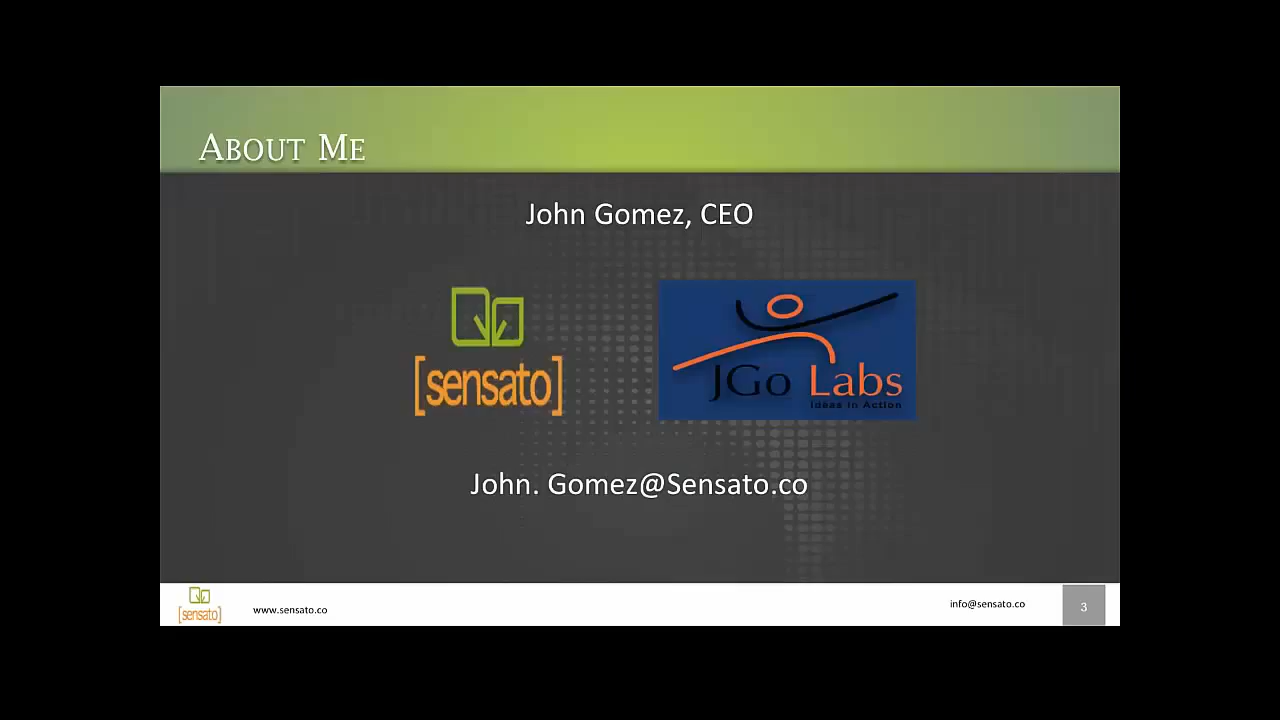 About Me
John Gomez, CEO
[sensato]
JGo Labs
Ideas in Action
John. Gomez@Sensato.co
[sensato]
www.sensato.co
info@sensato.co
3